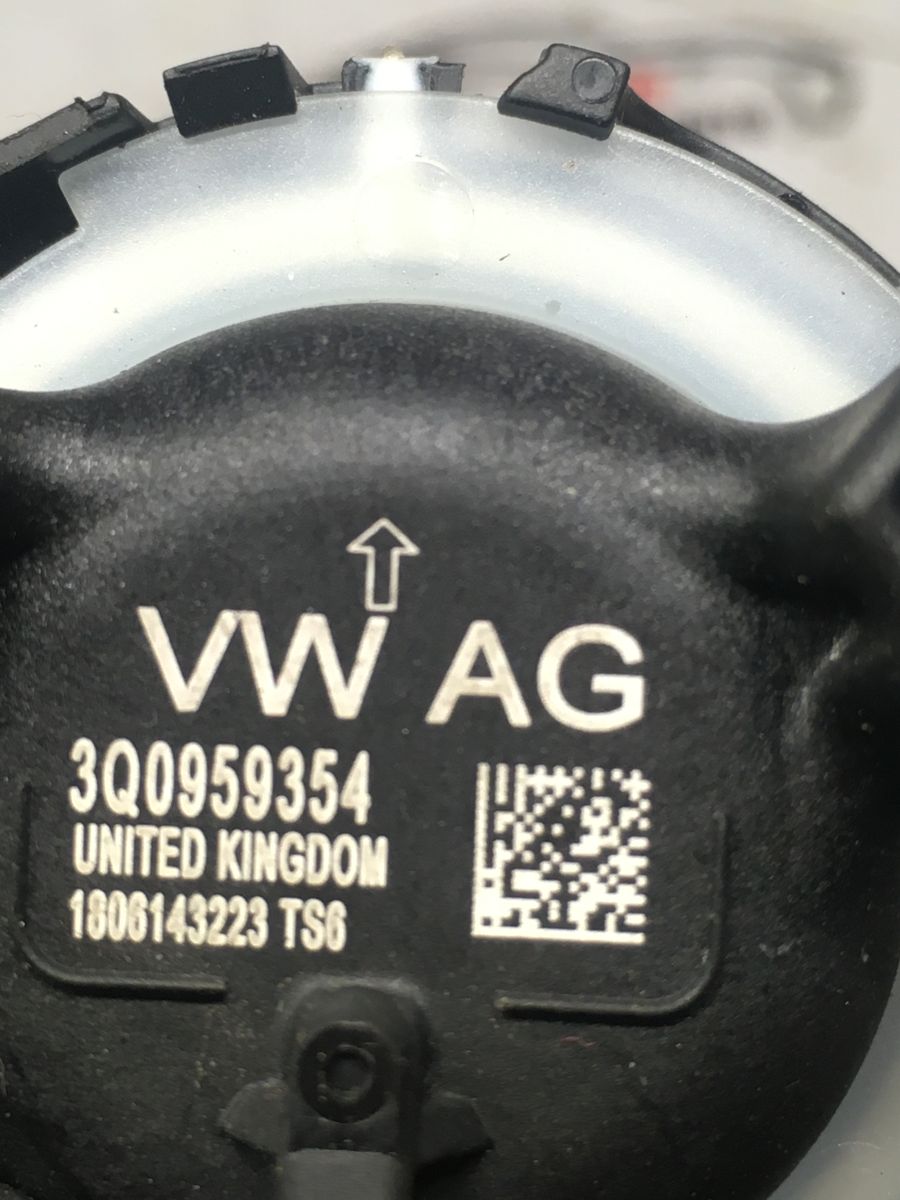 VW AG
3Q0959354
UNITED KINGDOM
1806143223 TS6